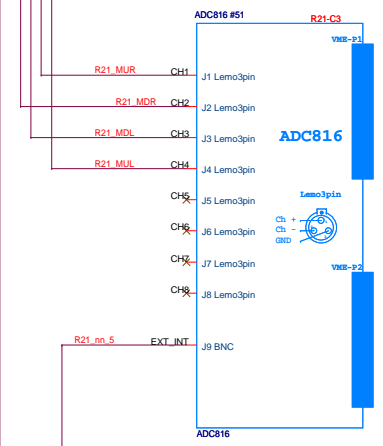 ADC816 #51
R21-C3
VME-P1
R21_MUR CH1 J1 Lemo3pin
R21_MDR CH2 J2 Lemo3pin
R21_MDL CH3 J3 Lemo3pin
ADC816
R21_MUL CH4 J4 Lemo3pin
CH5 J5 Lemo3pin
Lemo3pin
Ch +
CH6 J6 Lemo3pin
Ch -
GND
CH7 J7 Lemo3pin
VME-P2
CH8 J8 Lemo3pin
R21_nn_5 EXT_INT J9 BNC
ADC816